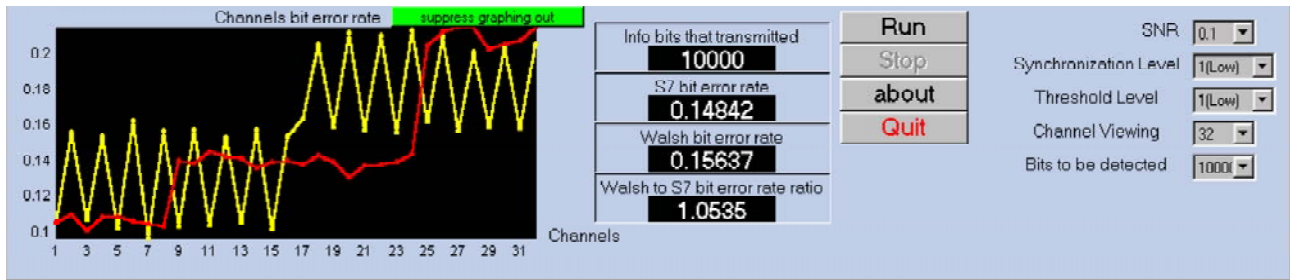 Channels bit error rate
suppress graphing out
0.2
0.18
0.16
0.14
0.12
0.1
1 3 5 7 9 11 13 15 17 19 21 23 25 27 29 31
Channels
Info bits that transmitted
10000
S7 bit error rate
0.14842
Walsh bit error rate
0.15637
Walsh to S7 bit error rate ratio
1.0535
Run
Stop
about
Quit
SNR 0.1
Synchronization Level 1(Low)
Threshold Level 1(Low)
Channel Viewing 32
Bits to be detected 1000(